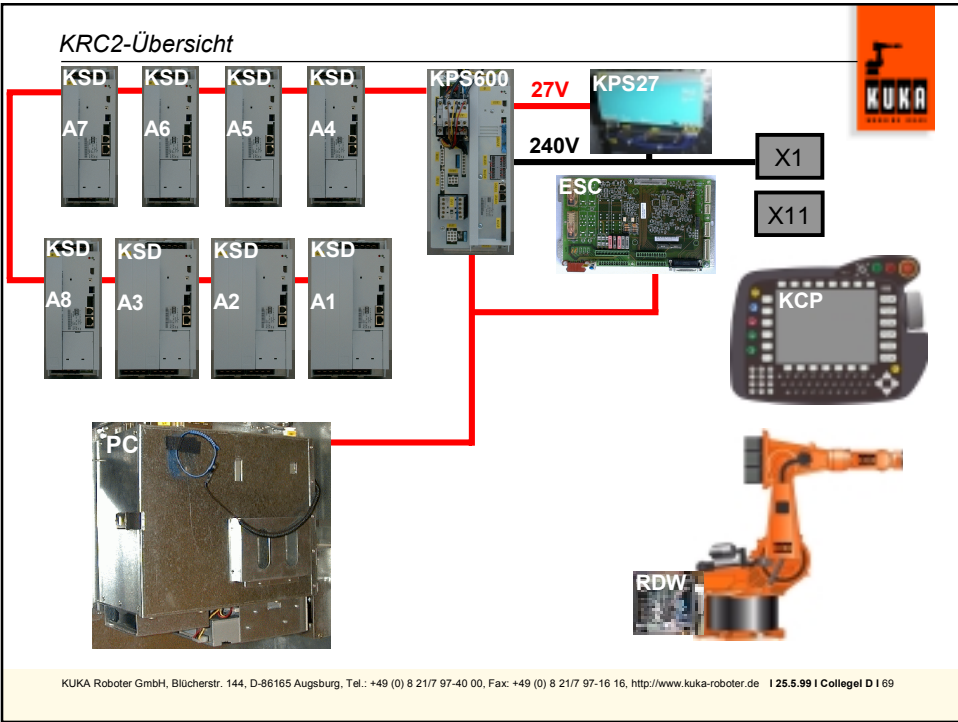 KRC2-Übersicht
KUKA
KSD KSD KSD KSD KPS600 27V KPS27
A7 A6 A5 A4
240V X1
ESC
X11
KSD KSD KSD KSD
A8 A3 A2 A1
KCP
PC
RDW
KUKA Roboter GmbH, Blücherstr. 144, D-86165 Augsburg, Tel.: +49 (0) 8 21/7 97-40 00, Fax: +49 (0) 8 21/7 97-16 16, http://www.kuka-roboter.de I 25.5.99 I Collegel D I 69